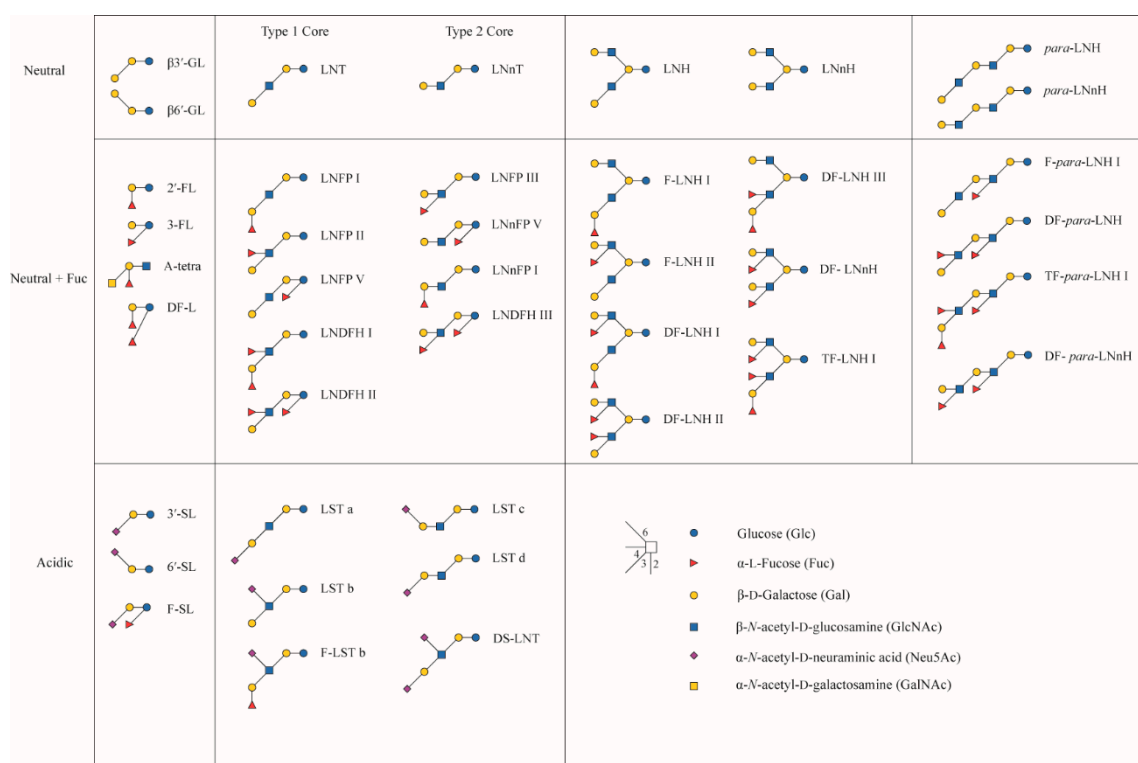 Type 1 Core
Type 2 Core
Neutral
β3′-GL
β6′-GL
LNT
LNnT
LNH
LNnH
para-LNH
para-LNnH
Neutral + Fuc
2′-FL
3-FL
A-tetra
DF-L
LNFP I
LNFP II
LNFP V
LNDFH I
LNDFH II
LNFP III
LNnFP V
LNnFP I
LNDFH III
F-LNH I
F-LNH II
DF-LNH I
DF-LNH II
DF-LNH III
DF- LNnH
TF-LNH I
F-para-LNH I
DF-para-LNH
TF-para-LNH I
DF- para-LNnH
Acidic
3′-SL
6′-SL
F-SL
LST a
LST b
F-LST b
LST c
LST d
DS-LNT
6
4
3
2
Glucose (Glc)
α-L-Fucose (Fuc)
β-D-Galactose (Gal)
β-N-acetyl-D-glucosamine (GlcNAc)
α-N-acetyl-D-neuraminic acid (Neu5Ac)
α-N-acetyl-D-galactosamine (GalNAc)